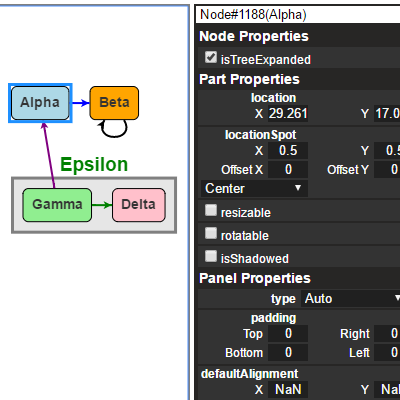 Alpha
Beta
Epsilon
Gamma
Delta
Node#1188(Alpha)
Node Properties
isTreeExpanded
Part Properties
location
X 29.261 Y 17.0
locationSpot
X 0.5 Y 0.5
Offset X 0 Offset Y 0
Center
resizable
rotatable
isShadowed
Panel Properties
type Auto
padding
Top 0 Right 0
Bottom 0 Left 0
defaultAlignment
X NaN Y NaN